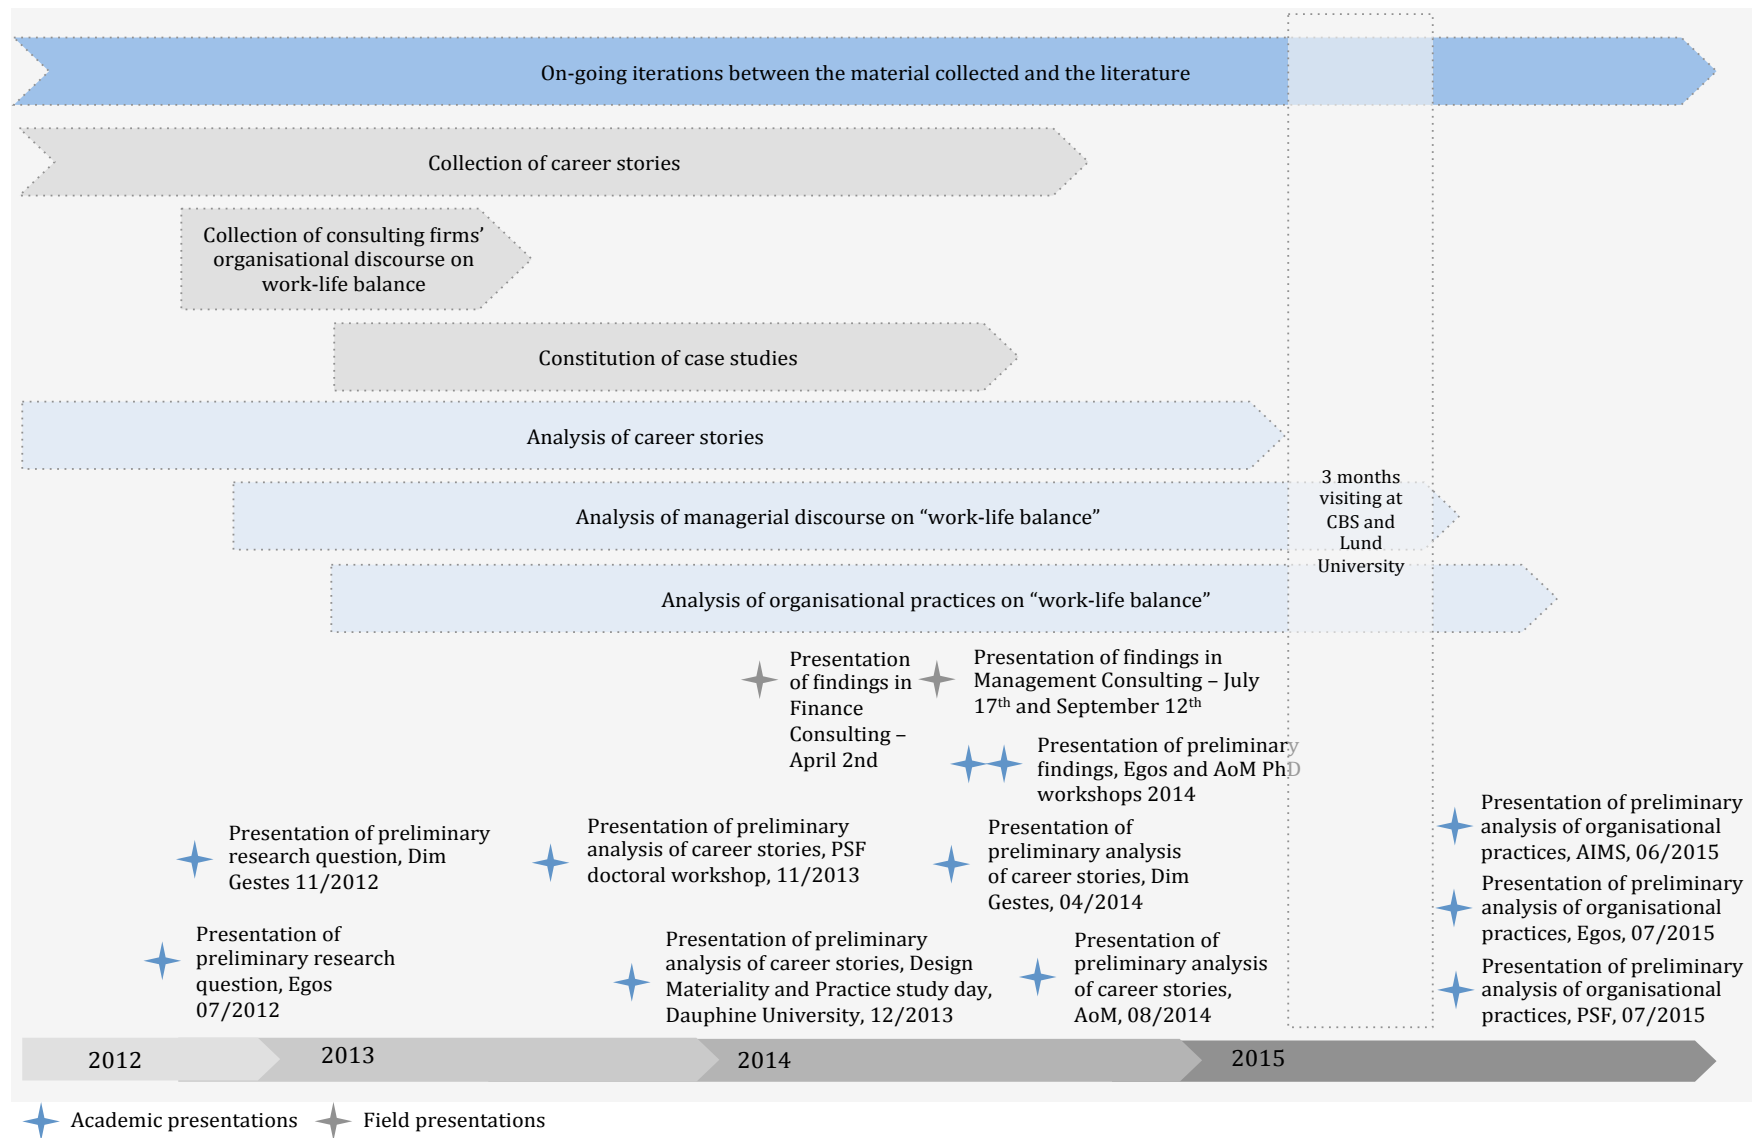 On-going iterations between the material collected and the literature
Collection of career stories
Collection of consulting firms’
organisational discourse on
work-life balance
Constitution of case studies
Analysis of career stories
Analysis of managerial discourse on “work-life balance”
Analysis of organisational practices on “work-life balance”
3 months
visiting at
CBS and
Lund
University
Presentation
of findings in
Finance
Consulting –
April 2nd
Presentation of findings in
Management Consulting – July
17th and September 12th
Presentation of preliminary
findings, Egos and AoM PhD
workshops 2014
Presentation of preliminary
research question, Dim
Gestes 11/2012
Presentation of preliminary
analysis of career stories, PSF
doctoral workshop, 11/2013
Presentation of
preliminary analysis
of career stories, Dim
Gestes, 04/2014
Presentation of preliminary
analysis of organisational
practices, AIMS, 06/2015
Presentation of preliminary
analysis of organisational
practices, Egos, 07/2015
Presentation of
preliminary research
question, Egos
07/2012
Presentation of preliminary
analysis of career stories, Design
Materiality and Practice study day,
Dauphine University, 12/2013
Presentation of
preliminary analysis
of career stories,
AoM, 08/2014
Presentation of preliminary
analysis of organisational
practices, PSF, 07/2015
2012
2013
2014
2015
Academic presentations
Field presentations